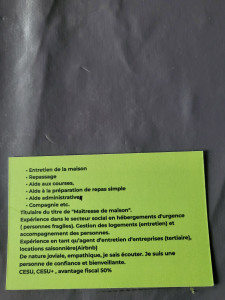 - Entretien de la maison
- Repassage
- Aide aux courses,
- Aide à la préparation de repas simple
- Aide administratives
- Compagnie etc.
Titulaire du titre de "Maîtresse de maison".
Expérience dans le secteur social en hébergements d'urgence
( personnes fragiles), Gestion des logements (entretien) et
accompagnement des personnes.
Expérience en tant qu'agent d'entretien d'entreprises (tertiaire),
locations saisonnière(Airbnb)
De nature joviale, empathique, je sais écouter. Je suis une
personne de confiance et bienveillante.
CESU, CESU+ , avantage fiscal 50%